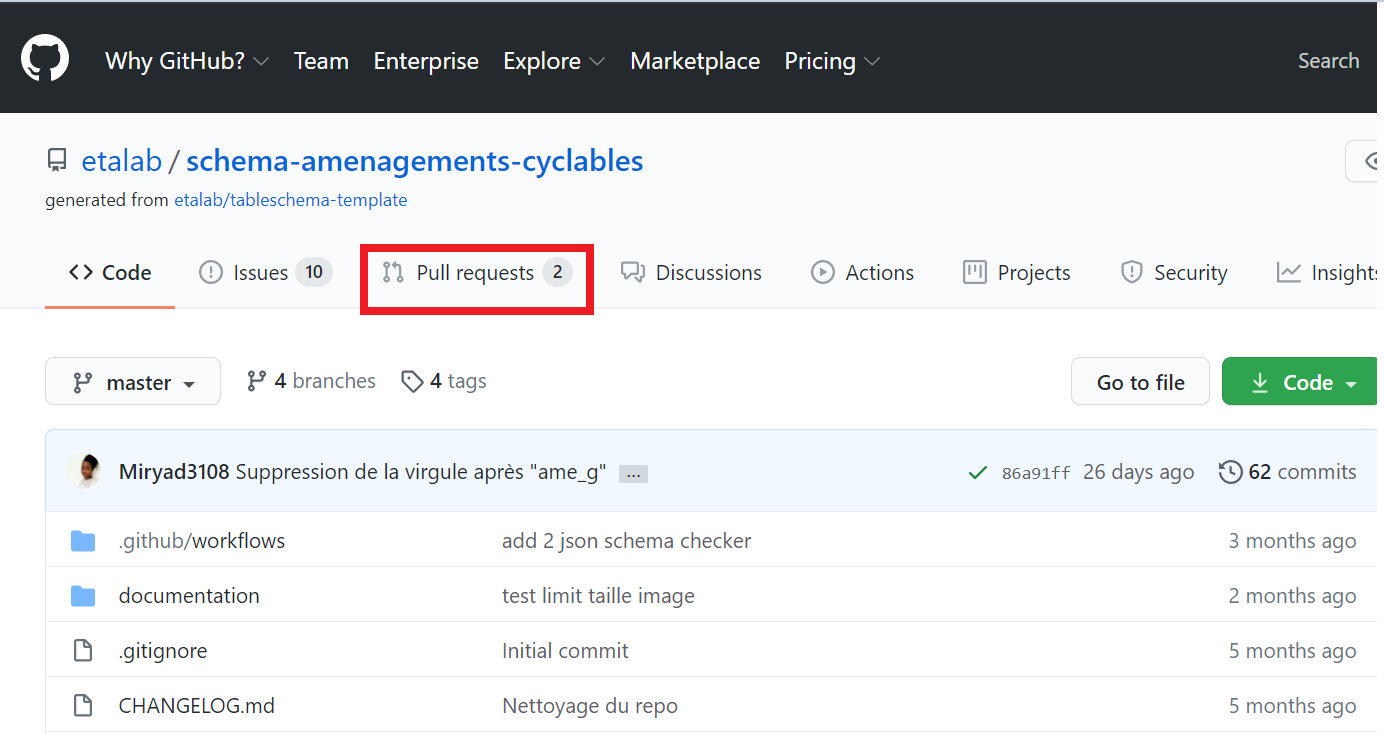 Why GitHub? Team Enterprise Explore Marketplace Pricing Search
etalab / schema-amenagements-cyclables
generated from etalab/tableschema-template
Code Issues 10 Pull requests 2 Discussions Actions Projects Security Insights
master 4 branches 4 tags Go to file Code
Miryad3108 Suppression de la virgule après "ame_g" ... 86a91ff 26 days ago 62 commits
.github/workflows add 2 json schema checker 3 months ago
documentation test limit taille image 2 months ago
.gitignore Initial commit 5 months ago
CHANGELOG.md Nettoyage du repo 5 months ago